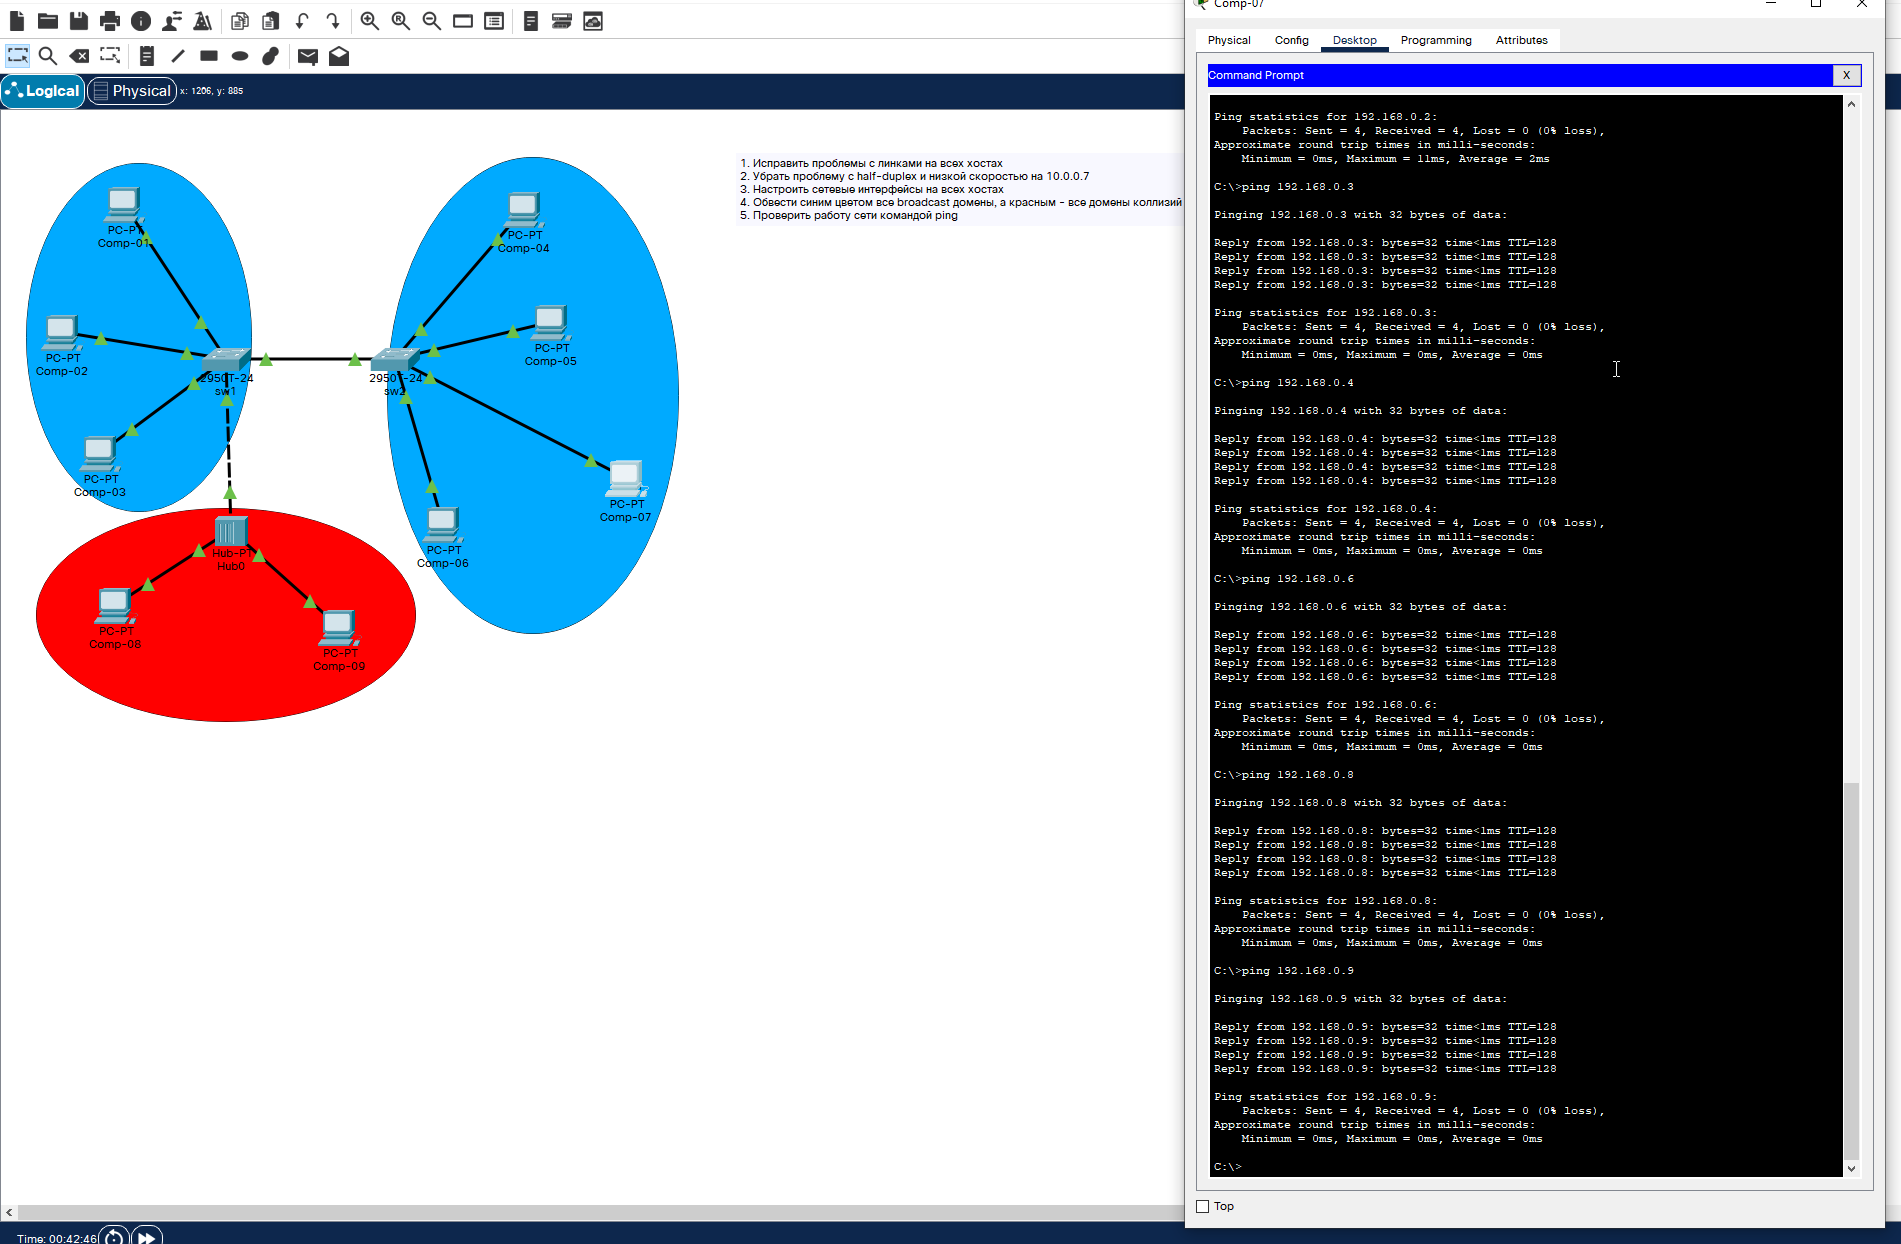 Comp-07
Physical Config Desktop Programming Attributes
Command Prompt X
Logical Physical x: 1206, y: 885
1. Исправить проблемы с линками на всех хостах
2. Убрать проблему с half-duplex и низкой скоростью на 10.0.0.7
3. Настроить сетевые интерфейсы на всех хостах
4. Обвести синим цветом все broadcast домены, а красным - все домены коллизий
5. Проверить работу сети командой ping
PC-PT
Comp-01
PC-PT
Comp-02
PC-PT
Comp-03
2950T-24
sw1
2950T-24
sw2
PC-PT
Comp-04
PC-PT
Comp-05
PC-PT
Comp-06
PC-PT
Comp-07
Hub-PT
Hub0
PC-PT
Comp-08
PC-PT
Comp-09
Ping statistics for 192.168.0.2:
Packets: Sent = 4, Received = 4, Lost = 0 (0% loss),
Approximate round trip times in milli-seconds:
Minimum = 0ms, Maximum = 11ms, Average = 2ms
C:\>ping 192.168.0.3
Pinging 192.168.0.3 with 32 bytes of data:
Reply from 192.168.0.3: bytes=32 time<1ms TTL=128
Reply from 192.168.0.3: bytes=32 time<1ms TTL=128
Reply from 192.168.0.3: bytes=32 time<1ms TTL=128
Reply from 192.168.0.3: bytes=32 time<1ms TTL=128
Ping statistics for 192.168.0.3:
Packets: Sent = 4, Received = 4, Lost = 0 (0% loss),
Approximate round trip times in milli-seconds:
Minimum = 0ms, Maximum = 0ms, Average = 0ms
C:\>ping 192.168.0.4
Pinging 192.168.0.4 with 32 bytes of data:
Reply from 192.168.0.4: bytes=32 time<1ms TTL=128
Reply from 192.168.0.4: bytes=32 time<1ms TTL=128
Reply from 192.168.0.4: bytes=32 time<1ms TTL=128
Reply from 192.168.0.4: bytes=32 time<1ms TTL=128
Ping statistics for 192.168.0.4:
Packets: Sent = 4, Received = 4, Lost = 0 (0% loss),
Approximate round trip times in milli-seconds:
Minimum = 0ms, Maximum = 0ms, Average = 0ms
C:\>ping 192.168.0.6
Pinging 192.168.0.6 with 32 bytes of data:
Reply from 192.168.0.6: bytes=32 time<1ms TTL=128
Reply from 192.168.0.6: bytes=32 time<1ms TTL=128
Reply from 192.168.0.6: bytes=32 time<1ms TTL=128
Reply from 192.168.0.6: bytes=32 time<1ms TTL=128
Ping statistics for 192.168.0.6:
Packets: Sent = 4, Received = 4, Lost = 0 (0% loss),
Approximate round trip times in milli-seconds:
Minimum = 0ms, Maximum = 0ms, Average = 0ms
C:\>ping 192.168.0.8
Pinging 192.168.0.8 with 32 bytes of data:
Reply from 192.168.0.8: bytes=32 time<1ms TTL=128
Reply from 192.168.0.8: bytes=32 time<1ms TTL=128
Reply from 192.168.0.8: bytes=32 time<1ms TTL=128
Reply from 192.168.0.8: bytes=32 time<1ms TTL=128
Ping statistics for 192.168.0.8:
Packets: Sent = 4, Received = 4, Lost = 0 (0% loss),
Approximate round trip times in milli-seconds:
Minimum = 0ms, Maximum = 0ms, Average = 0ms
C:\>ping 192.168.0.9
Pinging 192.168.0.9 with 32 bytes of data:
Reply from 192.168.0.9: bytes=32 time<1ms TTL=128
Reply from 192.168.0.9: bytes=32 time<1ms TTL=128
Reply from 192.168.0.9: bytes=32 time<1ms TTL=128
Reply from 192.168.0.9: bytes=32 time<1ms TTL=128
Ping statistics for 192.168.0.9:
Packets: Sent = 4, Received = 4, Lost = 0 (0% loss),
Approximate round trip times in milli-seconds:
Minimum = 0ms, Maximum = 0ms, Average = 0ms
C:\>
Top
Time: 00:42:46